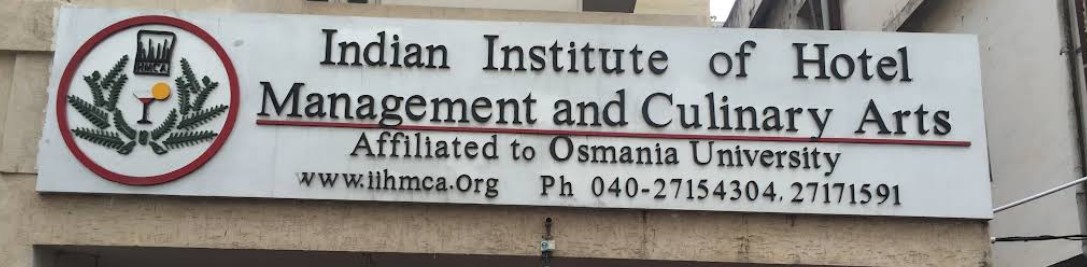 IIHMCA
Indian Institute of Hotel
Management and Culinary Arts
Affiliated to Osmania University
www.iihmca.org Ph 040-27154304, 27171591